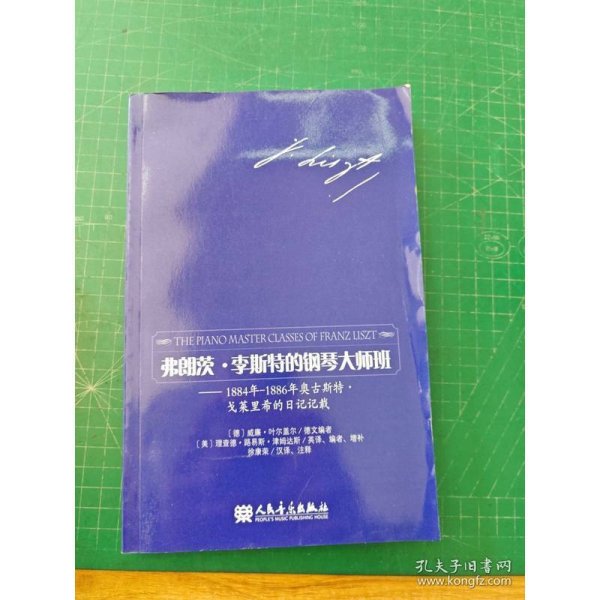 F. Liszt
THE PIANO MASTER CLASSES OF FRANZ LISZT
弗朗茨·李斯特的钢琴大师班
——1884年-1886年奥古斯特·
戈莱里希的日记记载
［德］威廉·叶尔盖尔/德文编者
［美］理查德·路易斯·津姆达斯/英译、编者、增补
徐康荣/汉译、注释
人民音乐出版社
PEOPLE'S MUSIC PUBLISHING HOUSE
孔夫子旧书网
www.kongfz.com